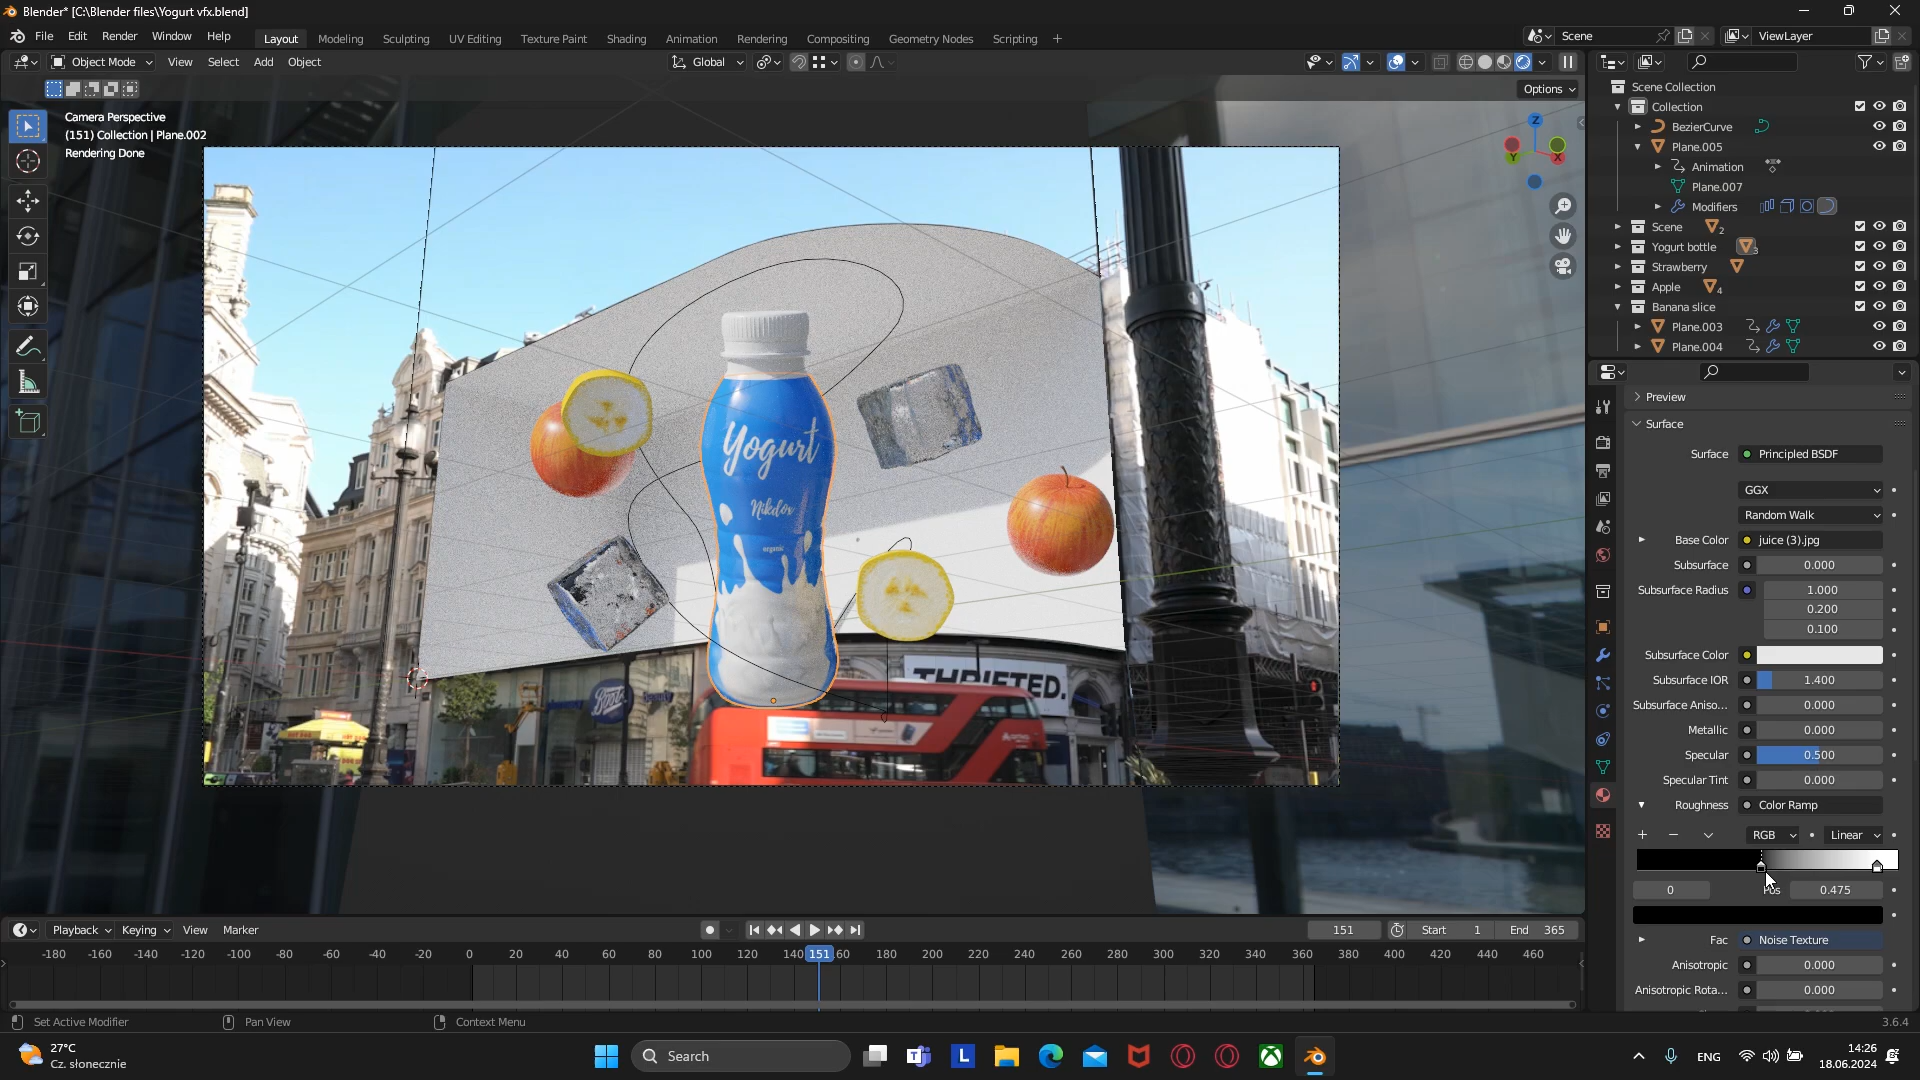 Blender* [C:\Blender files\Yogurt vfx.blend]
File Edit Render Window Help Layout Modeling Sculpting UV Editing Texture Paint Shading Animation Rendering Compositing Geometry Nodes Scripting + Scene ViewLayer
Object Mode View Select Add Object Global
Options
Camera Perspective
(151) Collection | Plane.002
Rendering Done
Z
Y X
Yogurt
Nikdox
organic
Boots
beauty
THRIFTED.
Scene Collection
Collection
BezierCurve
Plane.005
Animation
Plane.007
Modifiers
Scene 2
Yogurt bottle 3
Strawberry
Apple 4
Banana slice
Plane.003
Plane.004
Preview
Surface
Surface Principled BSDF
GGX
Random Walk
Base Color juice (3).jpg
Subsurface 0.000
Subsurface Radius 1.000
0.200
0.100
Subsurface Color
Subsurface IOR 1.400
Subsurface Aniso... 0.000
Metallic 0.000
Specular 0.500
Specular Tint 0.000
Roughness Color Ramp
RGB Linear
0 Pos 0.475
Fac Noise Texture
Anisotropic 0.000
Anisotropic Rota... 0.000
Playback Keying View Marker 151 Start 1 End 365
-180 -160 -140 -120 -100 -80 -60 -40 -20 0 20 40 60 80 100 120 140 151 60 180 200 220 240 260 280 300 320 340 360 380 400 420 440 460
Set Active Modifier Pan View Context Menu 3.6.4
27°C
Cz. słonecznie
Search
ENG
14:26
18.06.2024